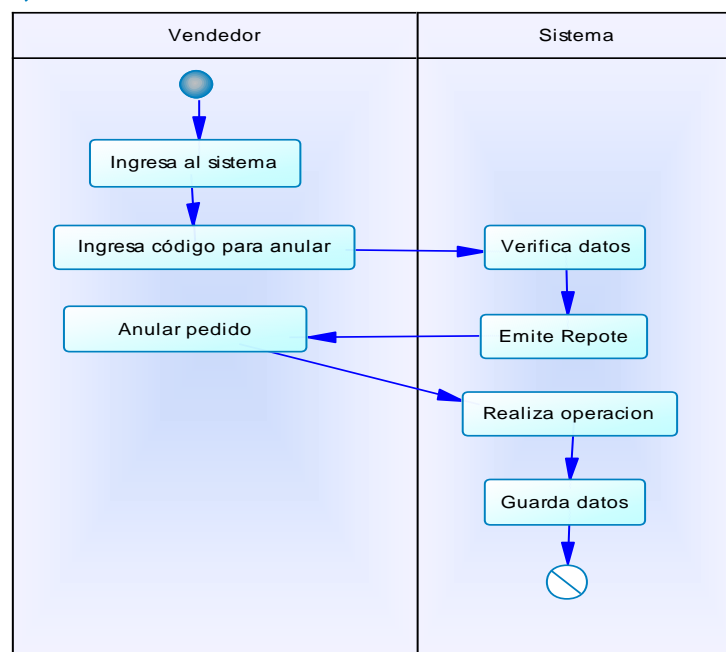 Vendedor
Sistema
Ingresa al sistema
Ingresa código para anular
Verifica datos
Anular pedido
Emite Repote
Realiza operacion
Guarda datos